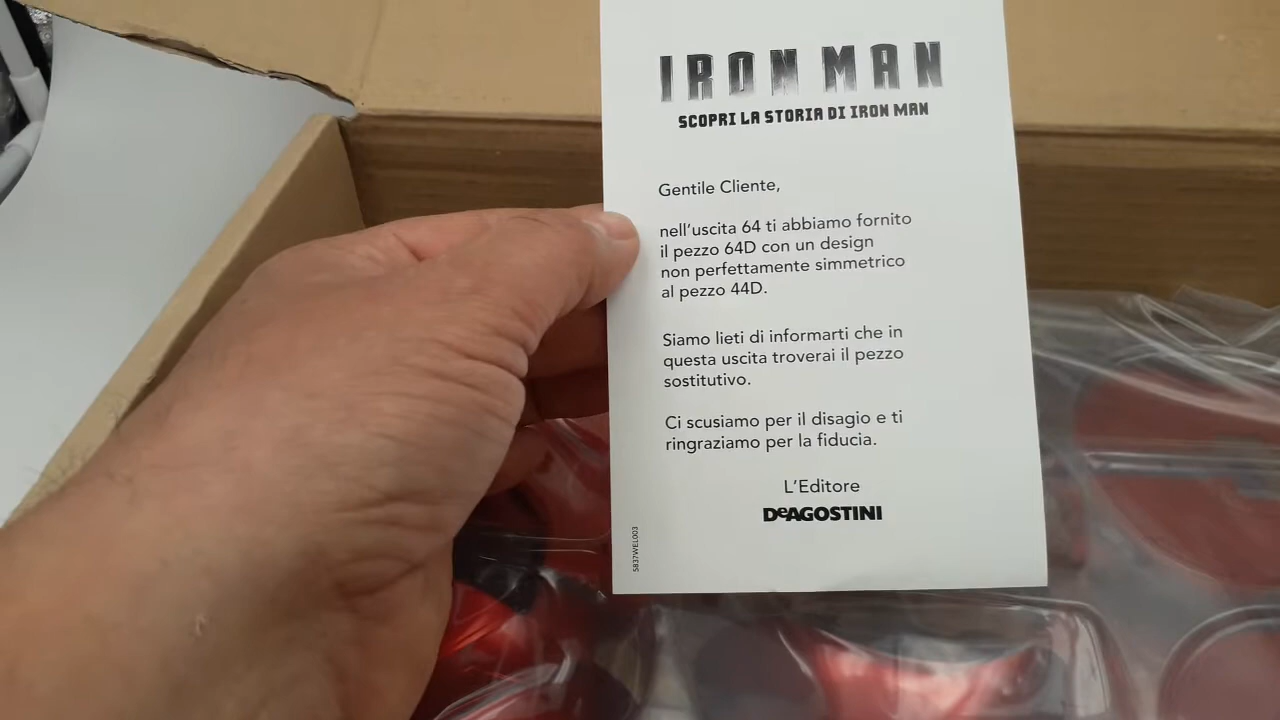 IRON MAN
SCOPRI LA STORIA DI IRON MAN
Gentile Cliente,
nell'uscita 64 ti abbiamo fornito
il pezzo 64D con un design
non perfettamente simmetrico
al pezzo 44D.
Siamo lieti di informarti che in
questa uscita troverai il pezzo
sostitutivo.
Ci scusiamo per il disagio e ti
ringraziamo per la fiducia.
L'Editore
DeAGOSTINI
5837WEL003